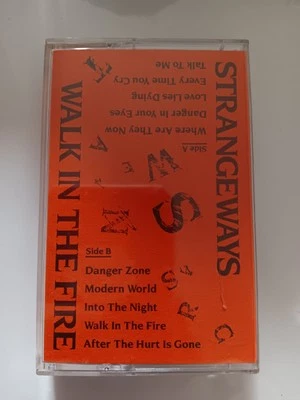 STRANGEWAYS
WALK IN THE FIRE
Side A
Where Are They Now
Danger In Your Eyes
Love Lies Dying
Every Time You Cry
Talk To Me
Side B
Danger Zone
Modern World
Into The Night
Walk In The Fire
After The Hurt Is Gone